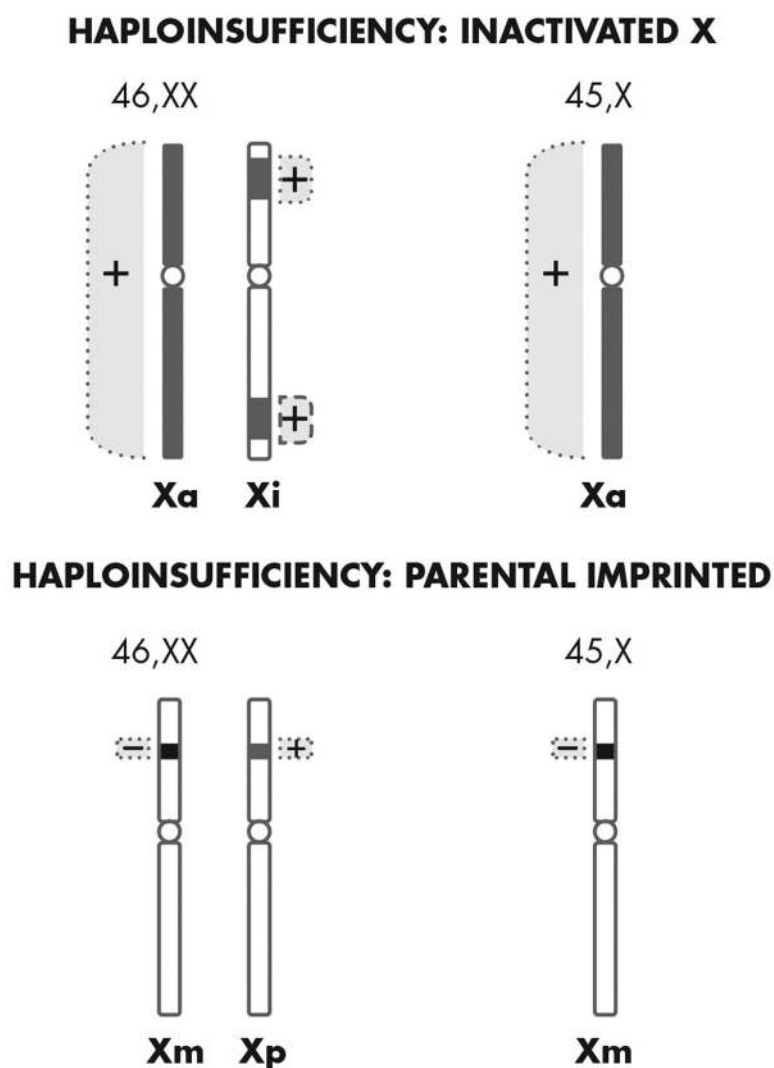 HAPLOINSUFFICIENCY: INACTIVATED X
46,XX 45,X
+ + + +
Xa Xi Xa
HAPLOINSUFFICIENCY: PARENTAL IMPRINTED
46,XX 45,X
− + −
Xm Xp Xm